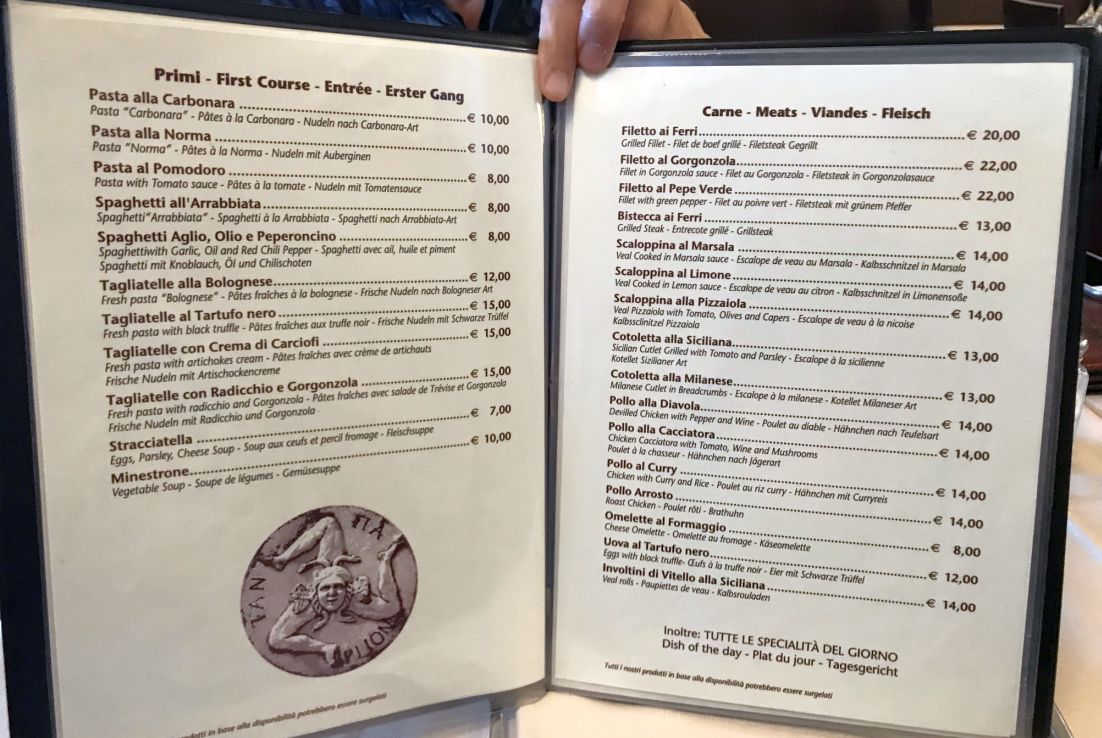 Primi - First Course - Entrée - Erster Gang
Pasta alla Carbonara ........ € 10,00
Pasta "Carbonara" - Pâtes à la Carbonara - Nudeln nach Carbonara-Art
Pasta alla Norma ........ € 10,00
Pasta "Norma" - Pâtes à la Norma - Nudeln mit Auberginen
Pasta al Pomodoro ........ € 8,00
Pasta with Tomato sauce - Pâtes à la tomate - Nudeln mit Tomatensauce
Spaghetti all'Arrabbiata ........ € 8,00
Spaghetti"Arrabbiata" - Spaghetti à la Arrabbiata - Spaghetti nach Arrabbiata-Art
Spaghetti Aglio, Olio e Peperoncino ........ € 8,00
Spaghettiwith Garlic, Oil and Red Chili Pepper - Spaghetti avec ail, huile et piment
Spaghetti mit Knoblauch, Öl und Chilischoten
Tagliatelle alla Bolognese ........ € 12,00
Fresh pasta "Bolognese" - Pâtes fraîches à la bolognese - Frische Nudeln nach Bologneser Art
Tagliatelle al Tartufo nero ........ € 15,00
Fresh pasta with black truffle - Pâtes fraîches aux truffe noir - Frische Nudeln mit Schwarze Trüffel
Tagliatelle con Crema di Carciofi ........ € 15,00
Fresh pasta with artichokes cream - Pâtes fraîches avec crème de artichauts
Frische Nudeln mit Artischockencreme
Tagliatelle con Radicchio e Gorgonzola ........ € 15,00
Fresh pasta with radicchio and Gorgonzola - Pâtes fraîches avec salade de Trévise et Gorgonzola
Frische Nudeln mit Radicchio und Gorgonzola
Stracciatella ........ € 7,00
Eggs, Parsley, Cheese Soup - Soup aux ceufs et percil fromage - Fleischsuppe
Minestrone ........ € 10,00
Vegetable Soup - Soupe de légumes - Gemüsesuppe
prodotti in base alla disponibilità potrebbero essere surgelati
Carne - Meats - Viandes - Fleisch
Filetto ai Ferri ........ € 20,00
Grilled Fillet - Filet de boef grillé - Filetsteak Gegrillt
Filetto al Gorgonzola ........ € 22,00
Fillet in Gorgonzola sauce - Filet au Gorgonzola - Filetsteak in Gorgonzolasauce
Filetto al Pepe Verde ........ € 22,00
Fillet with green pepper - Filet au poivre vert - Filetsteak mit grünem Pfeffer
Bistecca ai Ferri ........ € 13,00
Grilled Steak - Entrecote grillé - Grillsteak
Scaloppina al Marsala ........ € 14,00
Veal Cooked in Marsala sauce - Escalope de veau au Marsala - Kalbsschnitzel in Marsala
Scaloppina al Limone ........ € 14,00
Veal Cooked in Lemon sauce - Escalope de veau au citron - Kalbsschnitzel in Limonensoße
Scaloppina alla Pizzaiola ........ € 14,00
Veal Pizzaiola with Tomato, Olives and Capers - Escalope de veau à la nicoise
Kalbssclinitzel Pizzaiola
Cotoletta alla Siciliana ........ € 13,00
Sicilian Cutlet Grilled with Tomato and Parsley - Escalope à la sicilienne
Kotellet Sizilianer Art
Cotoletta alla Milanese ........ € 13,00
Milanese Cutlet in Breadcrumbs - Escalope à la milanese - Kotellet Milaneser Art
Pollo alla Diavola ........ € 14,00
Devilled Chicken with Pepper and Wine - Poulet au diable - Hähnchen nach Teufelsart
Pollo alla Cacciatora ........ € 14,00
Chicken Cacciatora with Tomato, Wine and Mushrooms
Poulet à la chasseur - Hähnchen nach Jägerart
Pollo al Curry ........ € 14,00
Chicken with Curry and Rice - Poulet au riz curry - Hähnchen mit Curryreis
Pollo Arrosto ........ € 14,00
Roast Chicken - Poulet rôti - Brathuhn
Omelette al Formaggio ........ € 8,00
Cheese Omelette - Omelette au fromage - Käseomelette
Uova al Tartufo nero ........ € 12,00
Eggs with black truffle- Œufs à la truffe noir - Eier mit Schwarze Trüffel
Involtini di Vitello alla Siciliana ........ € 14,00
Veal rolls - Paupiettes de veau - Kalbsrouladen
Inoltre: TUTTE LE SPECIALITÀ DEL GIORNO
Dish of the day - Plat du jour - Tagesgericht
Tutti i nostri prodotti in base alla disponibilità potrebbero essere surgelati